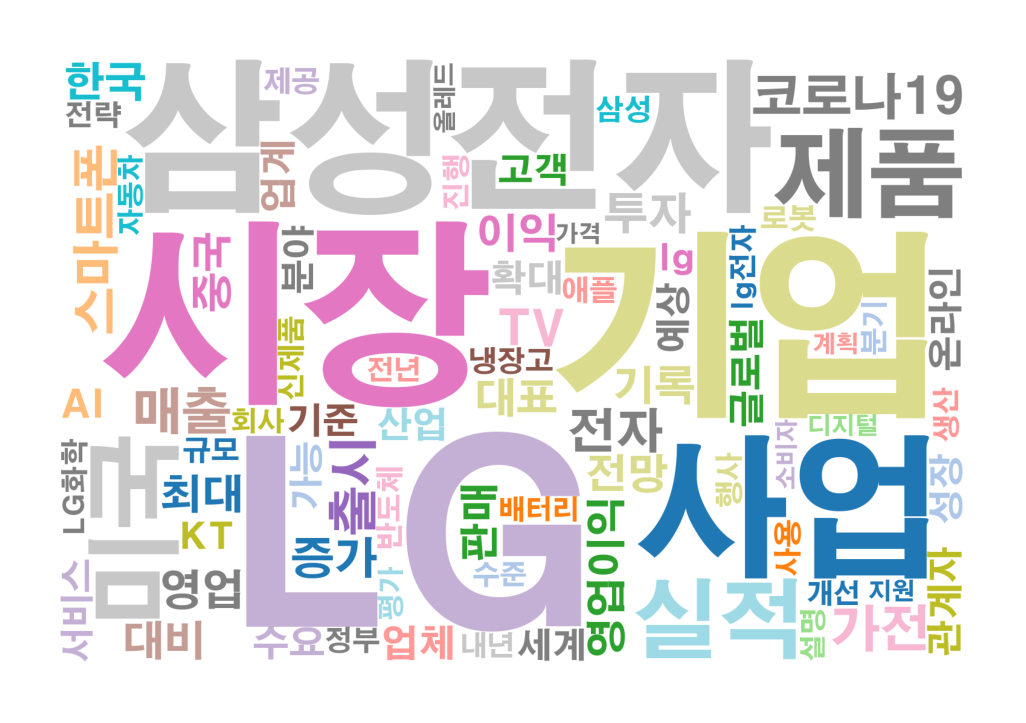 한국
삼성전자
제공
올레드
삼성
코로나19
전략
제품
스마트폰
자동차
업계
진행
고객
투자
로봇
시장
중국
분야
이익
가격
기업
lg
lg전자
확대
애플
예상
온라인
신제품
TV
글로벌
계획
분기
전년
냉장고
대표
기록
AI
매출
회사
기준
산업
전자
디지털
생산
LG화학
미국
규모
최대
가능
출시
반도체
LG
판매
배터리
전망
행사
소비자
사업
성장
KT
증가
수준
영업이익
사용
서비스
영업
평가
실적
개선
지원
관계자
대비
수요
정부
업체
내년
세계
설명
가전